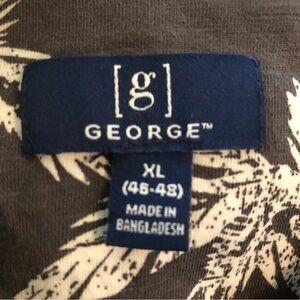 [g]
GEORGE™
XL
(46-48)
MADE IN
BANGLADESH